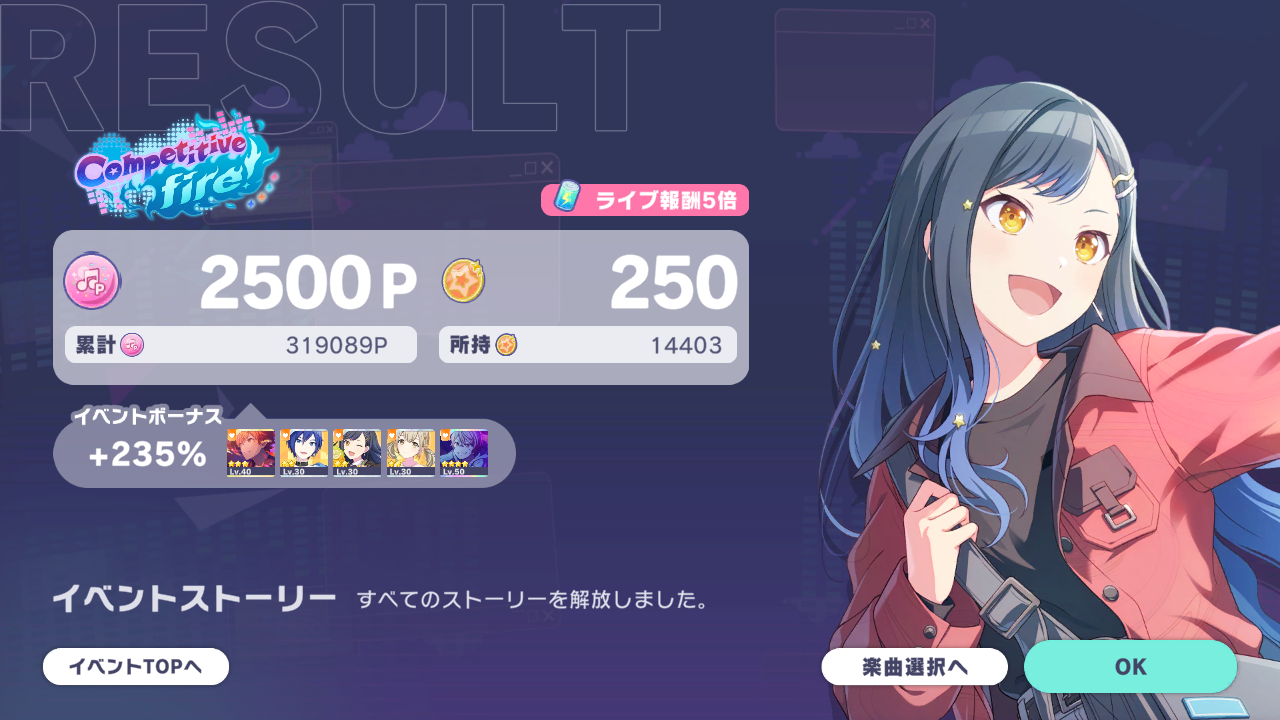 RESULT
Competitive
fire!
ライブ報酬5倍
2500P
250
累計
319089P
所持
14403
イベントボーナス
+235%
Lv.40
Lv.30
Lv.30
Lv.30
Lv.50
イベントストーリー すべてのストーリーを解放しました。
イベントTOPへ
楽曲選択へ
OK